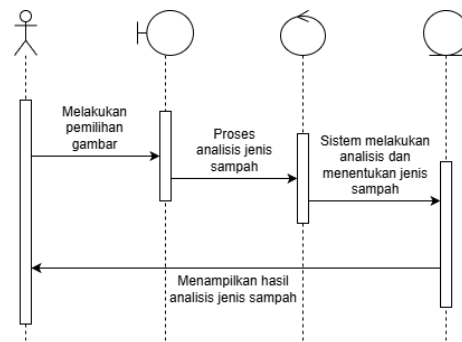 Melakukan
pemilihan
gambar
Proses
analisis jenis
sampah
Sistem melakukan
analisis dan
menentukan jenis
sampah
Menampilkan hasil
analisis jenis sampah